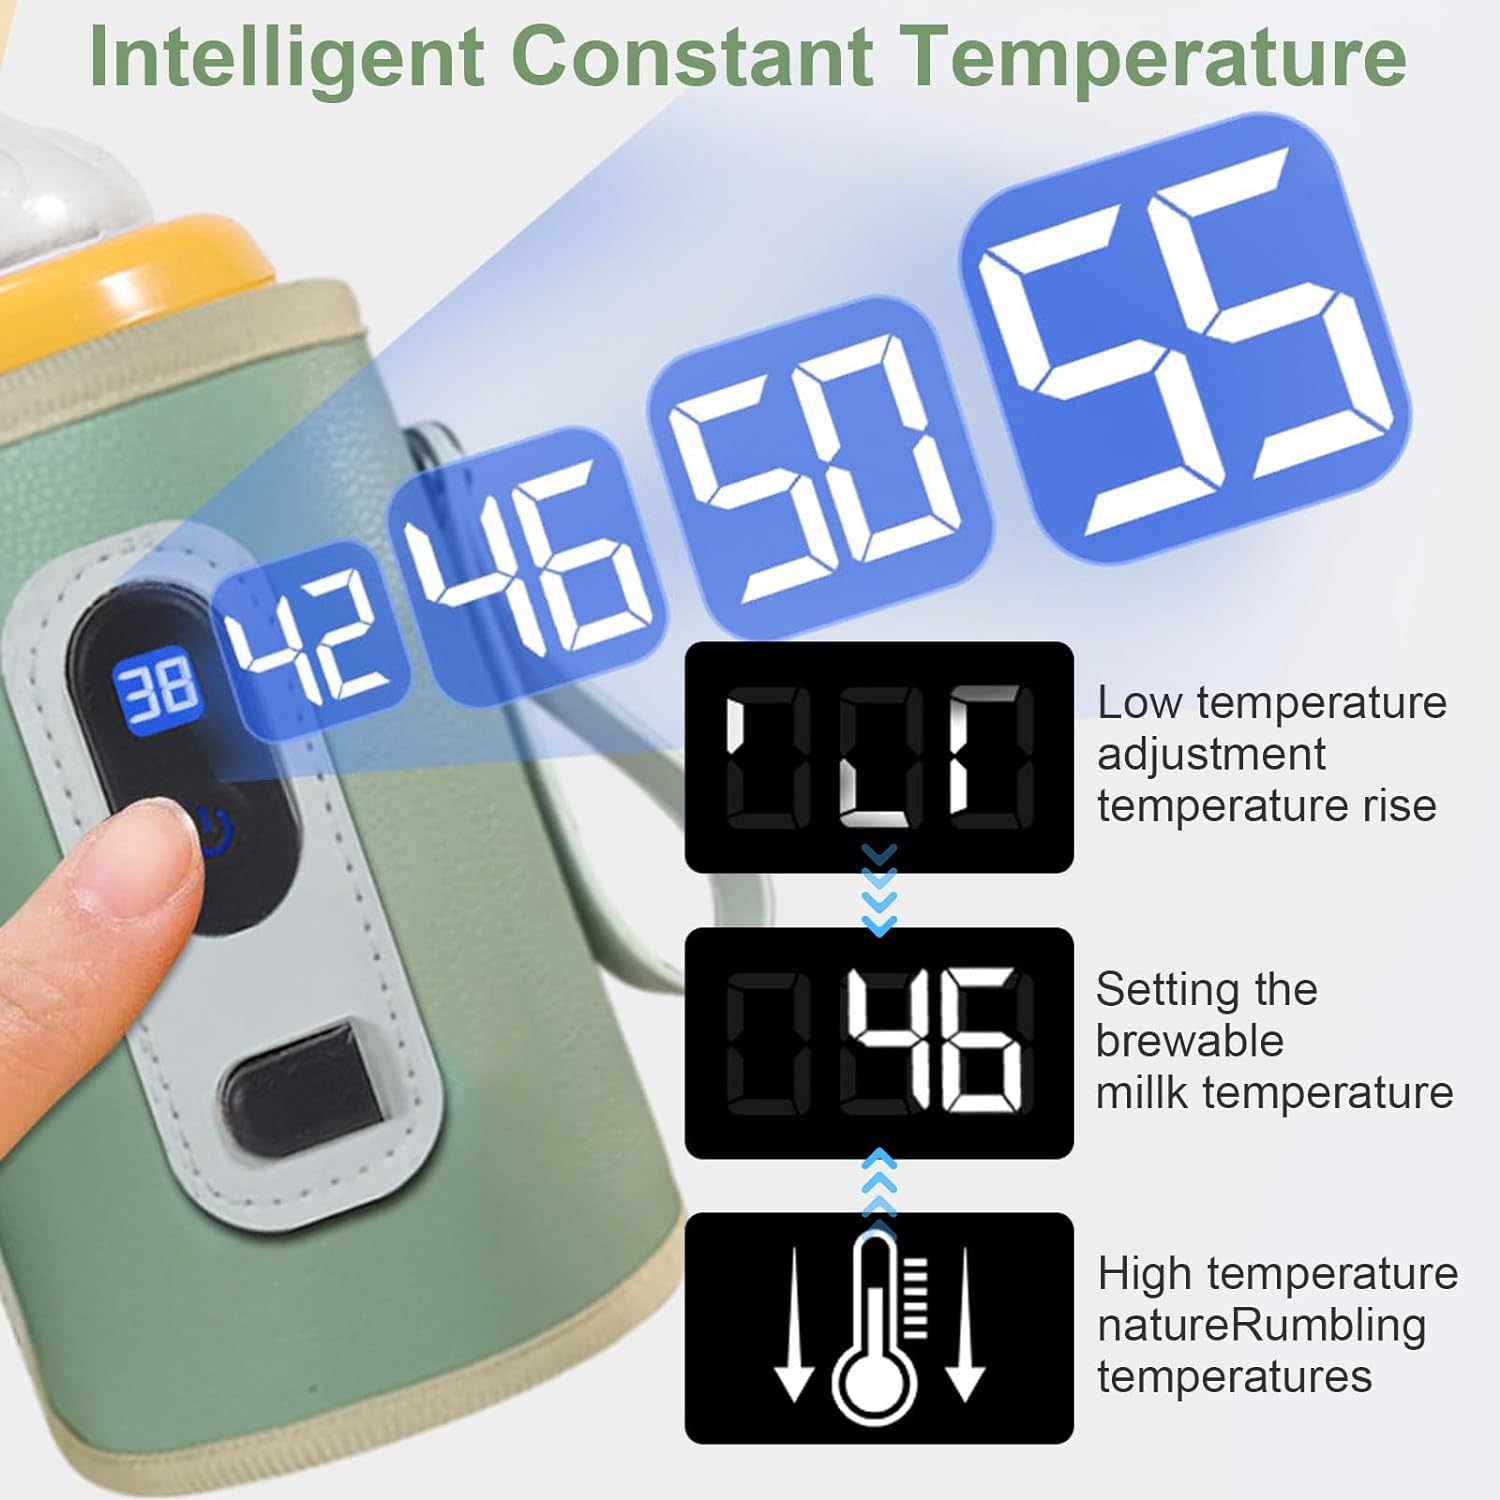 Intelligent Constant Temperature
55
50
46
42
38
Low temperature
adjustment
temperature rise
46
Setting the
brewable
millk temperature
High temperature
natureRumbling
temperatures